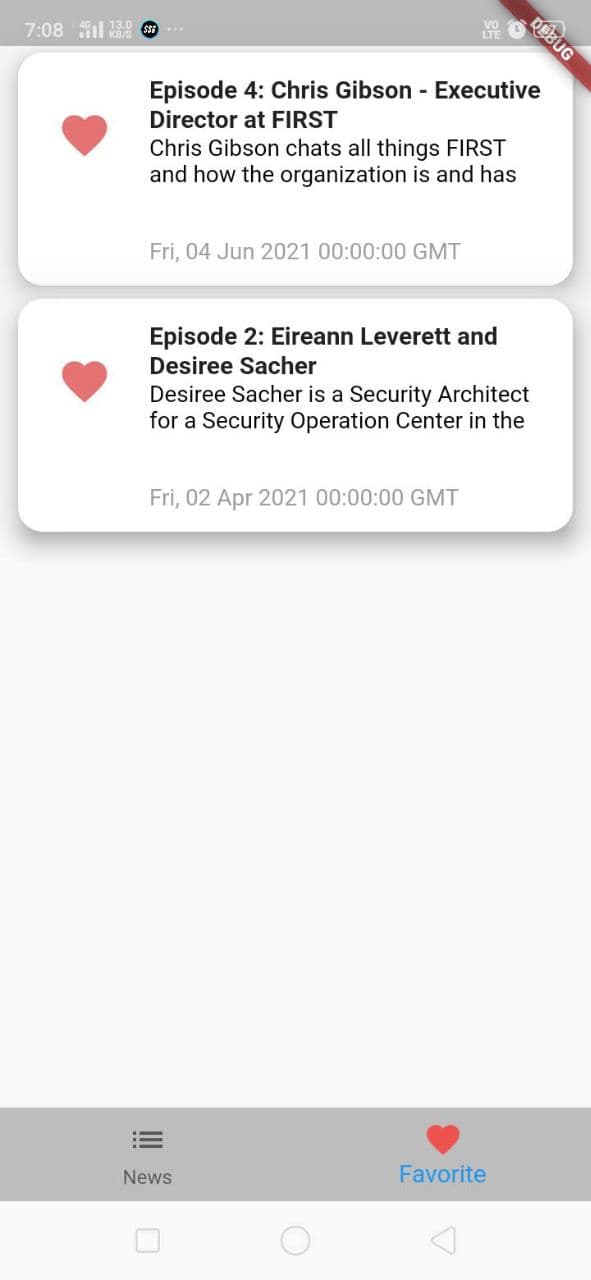 7:08 4G 13.0 KB/S SSG ... VO LTE 67
DEBUG
Episode 4: Chris Gibson - Executive
Director at FIRST
Chris Gibson chats all things FIRST
and how the organization is and has
Fri, 04 Jun 2021 00:00:00 GMT
Episode 2: Eireann Leverett and
Desiree Sacher
Desiree Sacher is a Security Architect
for a Security Operation Center in the
Fri, 02 Apr 2021 00:00:00 GMT
News
Favorite